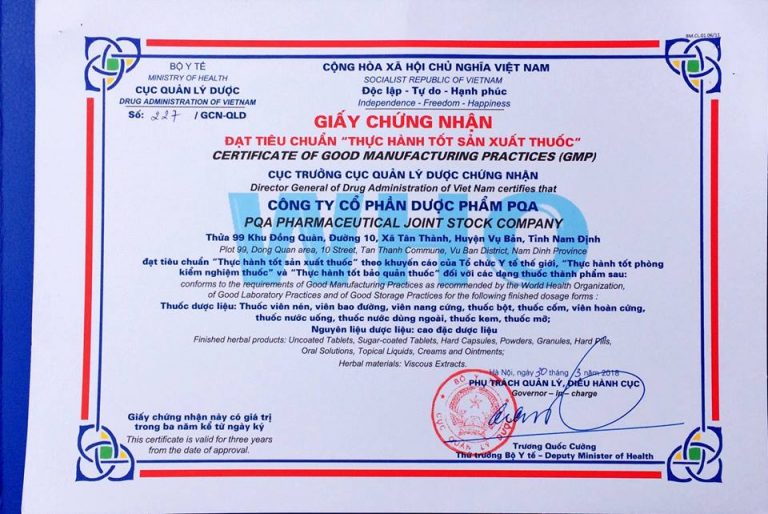 BM.CL.01.06/11
BỘ Y TẾ
MINISTRY OF HEALTH
CỤC QUẢN LÝ DƯỢC
DRUG ADMINISTRATION OF VIETNAM
Số: 227 / GCN-QLD
CỘNG HÒA XÃ HỘI CHỦ NGHĨA VIỆT NAM
SOCIALIST REPUBLIC OF VIETNAM
Độc lập - Tự do - Hạnh phúc
Independence - Freedom - Happiness
GIẤY CHỨNG NHẬN
ĐẠT TIÊU CHUẨN "THỰC HÀNH TỐT SẢN XUẤT THUỐC"
CERTIFICATE OF GOOD MANUFACTURING PRACTICES (GMP)
CỤC TRƯỞNG CỤC QUẢN LÝ DƯỢC CHỨNG NHẬN
Director General of Drug Administration of Viet Nam certifies that
WHO
CÔNG TY CỔ PHẦN DƯỢC PHẨM PQA
PQA PHARMACEUTICAL JOINT STOCK COMPANY
Thửa 99 Khu Đồng Quàn, Đường 10, Xã Tân Thành, Huyện Vụ Bản, Tỉnh Nam Định
Plot 99, Dong Quan area, 10 Street, Tan Thanh Commune, Vu Ban District, Nam Dinh Province
đạt tiêu chuẩn "Thực hành tốt sản xuất thuốc" theo khuyến cáo của Tổ chức Y tế thế giới, "Thực hành tốt phòng
kiểm nghiệm thuốc" và "Thực hành tốt bảo quản thuốc" đối với các dạng thuốc thành phẩm sau:
conforms to the requirements of Good Manufacturing Practices as recommended by the World Health Organization,
of Good Laboratory Practices and of Good Storage Practices for the following finished dosage forms :
Thuốc dược liệu: Thuốc viên nén, viên bao đường, viên nang cứng, thuốc bột, thuốc cốm, viên hoàn cứng,
thuốc nước uống, thuốc nước dùng ngoài, thuốc kem, thuốc mỡ;
Nguyên liệu dược liệu: cao đặc dược liệu
Finished herbal products: Uncoated Tablets, Sugar-coated Tablets, Hard Capsules, Powders, Granules, Hard Pills,
Oral Solutions, Topical Liquids, Creams and Ointments;
Herbal materials: Viscous Extracts.
Hà Nội, ngày 30 tháng 3 năm 2018
PHỤ TRÁCH QUẢN LÝ, ĐIỀU HÀNH CỤC
Governor – in – charge
BỘ Y TẾ
CỤC QUẢN LÝ DƯỢC
Giấy chứng nhận này có giá trị
trong ba năm kể từ ngày ký
This certificate is valid for three years
from the date of approval.
Trương Quốc Cường
Thứ trưởng Bộ Y tế – Deputy Minister of Health